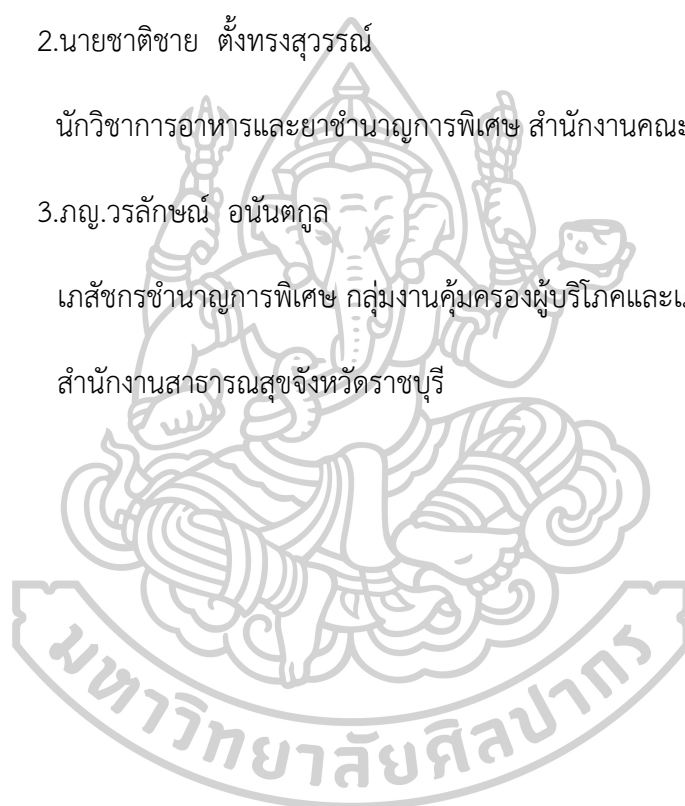 2.นายชาติชาย ตั้งทรงสุวรรณ์
นักวิชาการอาหารและยาชำนาญการพิเศษ สำนักงานคณะ
3.ภญ.วรลักษณ์ อนันตกูล
เภสัชกรชำนาญการพิเศษ กลุ่มงานคุ้มครองผู้บริโภคและเภ
สำนักงานสาธารณสุขจังหวัดราชบุรี
มหาวิทยาลัยศิลปากร